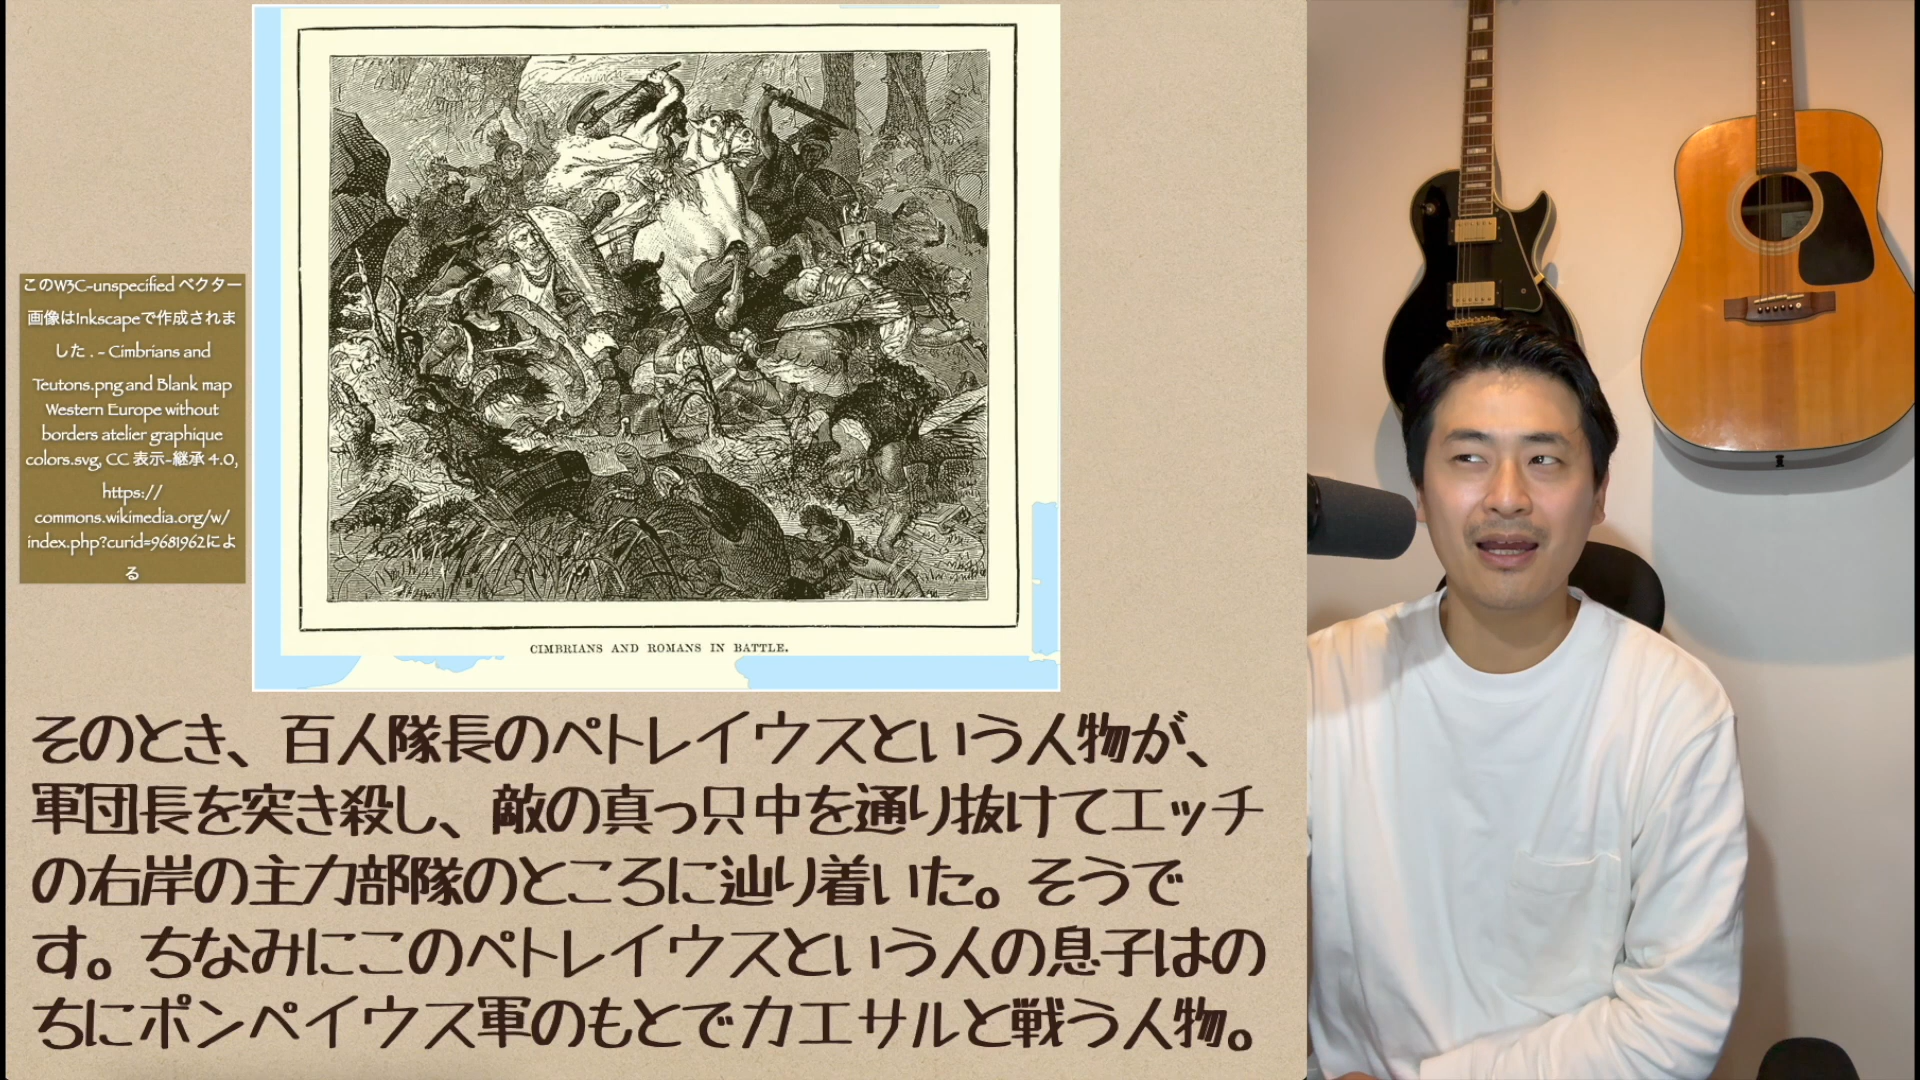 このW3C-unspecified ベクター
画像はInkscapeで作成されま
した . - Cimbrians and
Teutons.png and Blank map
Western Europe without
borders atelier graphique
colors.svg, CC 表示-継承 4.0,
https://
commons.wikimedia.org/w/
index.php?curid=9681962によ
る
CIMBRIANS AND ROMANS IN BATTLE.
そのとき、百人隊長のペトレイウスという人物が、
軍団長を突き殺し、敵の真っ只中を通り抜けてエッチ
の右岸の主力部隊のところに辿り着いた。そうで
す。ちなみにこのペトレイウスという人の息子はの
ちにポンペイウス軍のもとでカエサルと戦う人物。